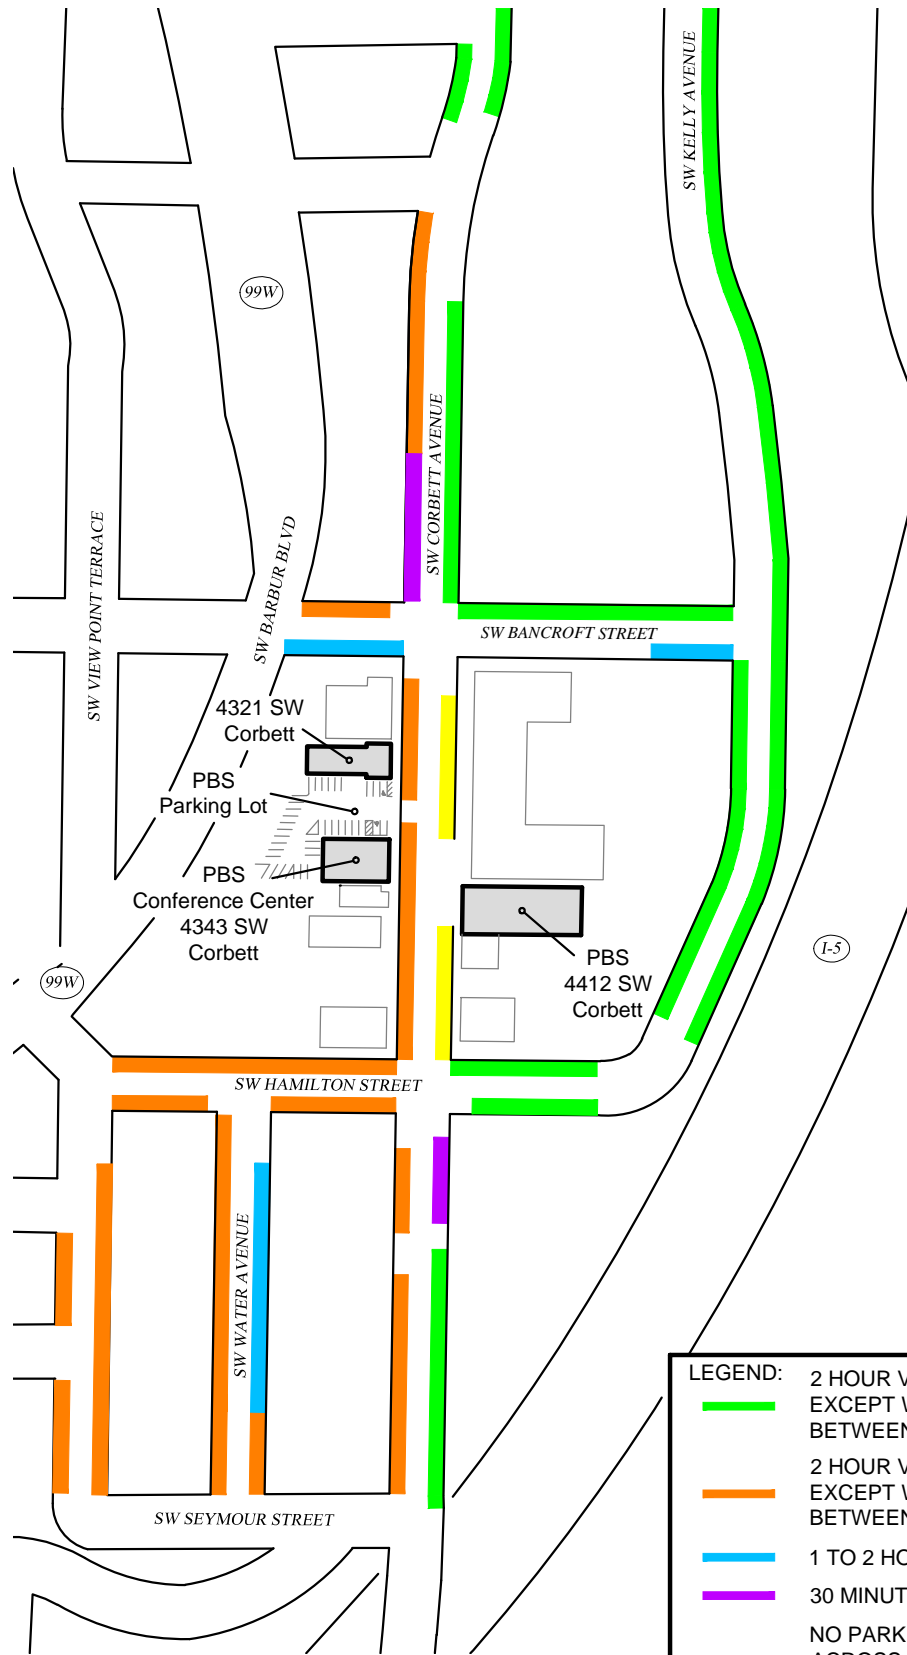 SW KELLY AVENUE
99W
SW CORBETT AVENUE
SW VIEW POINT TERRACE
SW BARBUR BLVD
SW BANCROFT STREET
4321 SW
Corbett
PBS
Parking Lot
PBS
Conference Center
4343 SW
Corbett
PBS
4412 SW
Corbett
I-5
99W
SW HAMILTON STREET
SW WATER AVENUE
SW SEYMOUR STREET
LEGEND:
2 HOUR V
EXCEPT W
BETWEEN
2 HOUR V
EXCEPT W
BETWEEN
1 TO 2 HO
30 MINUT
NO PARK